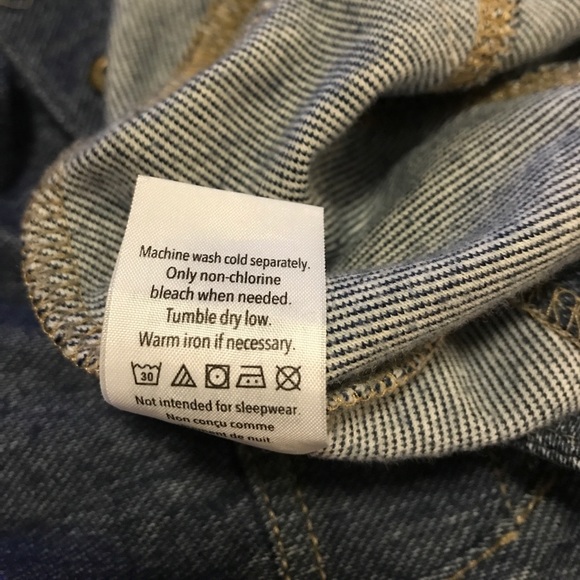 Machine wash cold separately.
Only non-chlorine
bleach when needed.
Tumble dry low.
Warm iron if necessary.
30
Not intended for sleepwear.
Non conçu comme
de nuit